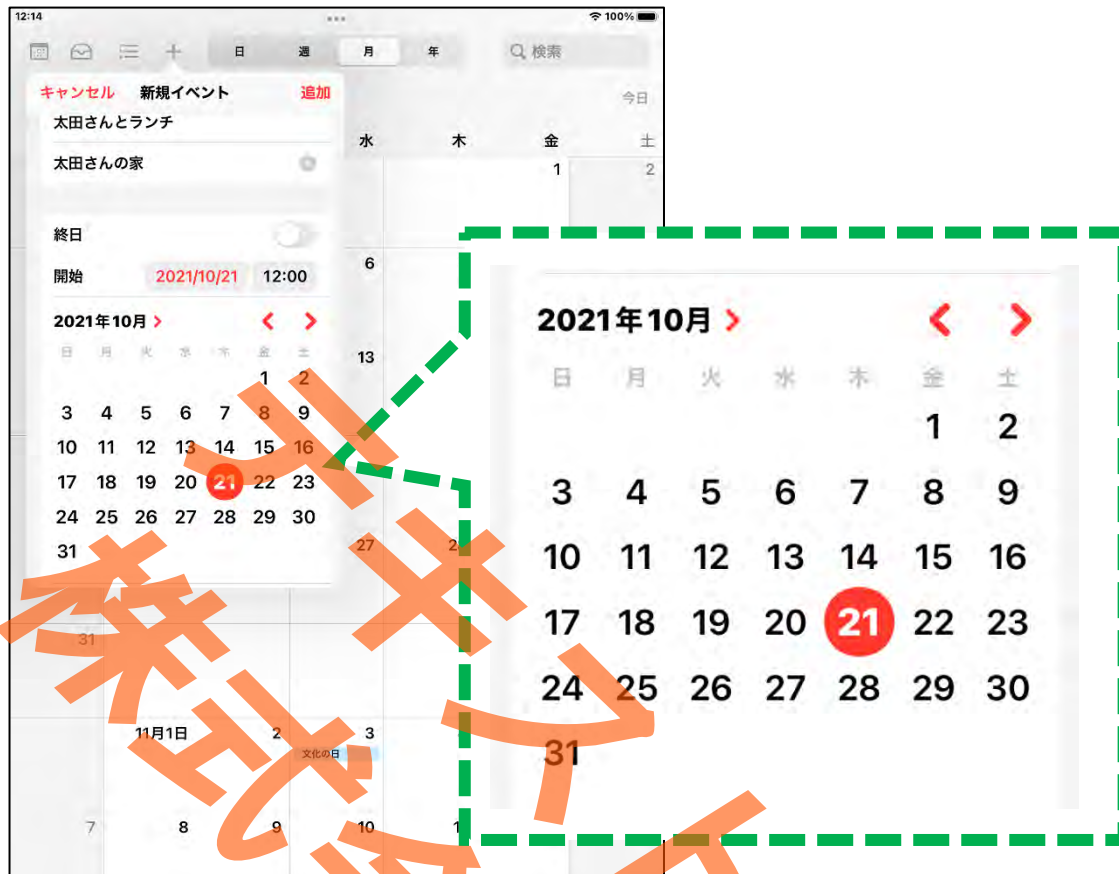 12:14
100%
日 週 月 年
検索
キャンセル 新規イベント 追加
今日
太田さんとランチ
水 木 金 土
太田さんの家
1 2
終日
6
開始 2021/10/21 12:00
2021年10月
日 月 火 水 木 金 土
1 2
3 4 5 6 7 8 9
10 11 12 13 14 15 16
17 18 19 20 21 22 23
24 25 26 27 28 29 30
31
13
27
31
11月1日 2 3
文化の日
7 8 9 10
2021年10月
日 月 火 水 木 金 土
1 2
3 4 5 6 7 8 9
10 11 12 13 14 15 16
17 18 19 20 21 22 23
24 25 26 27 28 29 30
31
株式会